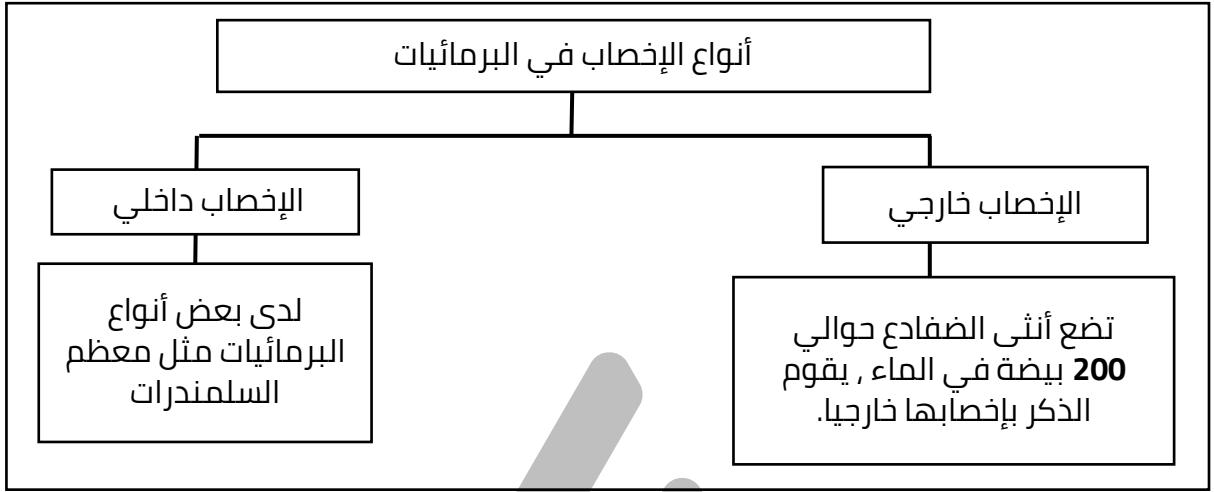 أنواع الإخصاب في البرمائيات
الإخصاب خارجي
الإخصاب داخلي
تضع أنثى الضفادع حوالي
200 بيضة في الماء , يقوم
الذكر بإخصابها خارجيا.
لدى بعض أنواع
البرمائيات مثل معظم
السلمندرات